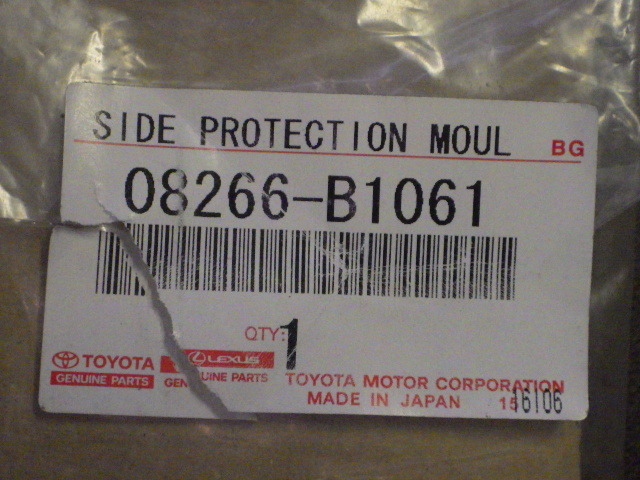 SIDE PROTECTION MOUL BG
08266-B1061
QTY:1
TOYOTA LEXUS
GENUINE PARTS GENUINE PARTS
TOYOTA MOTOR CORPORATION
MADE IN JAPAN